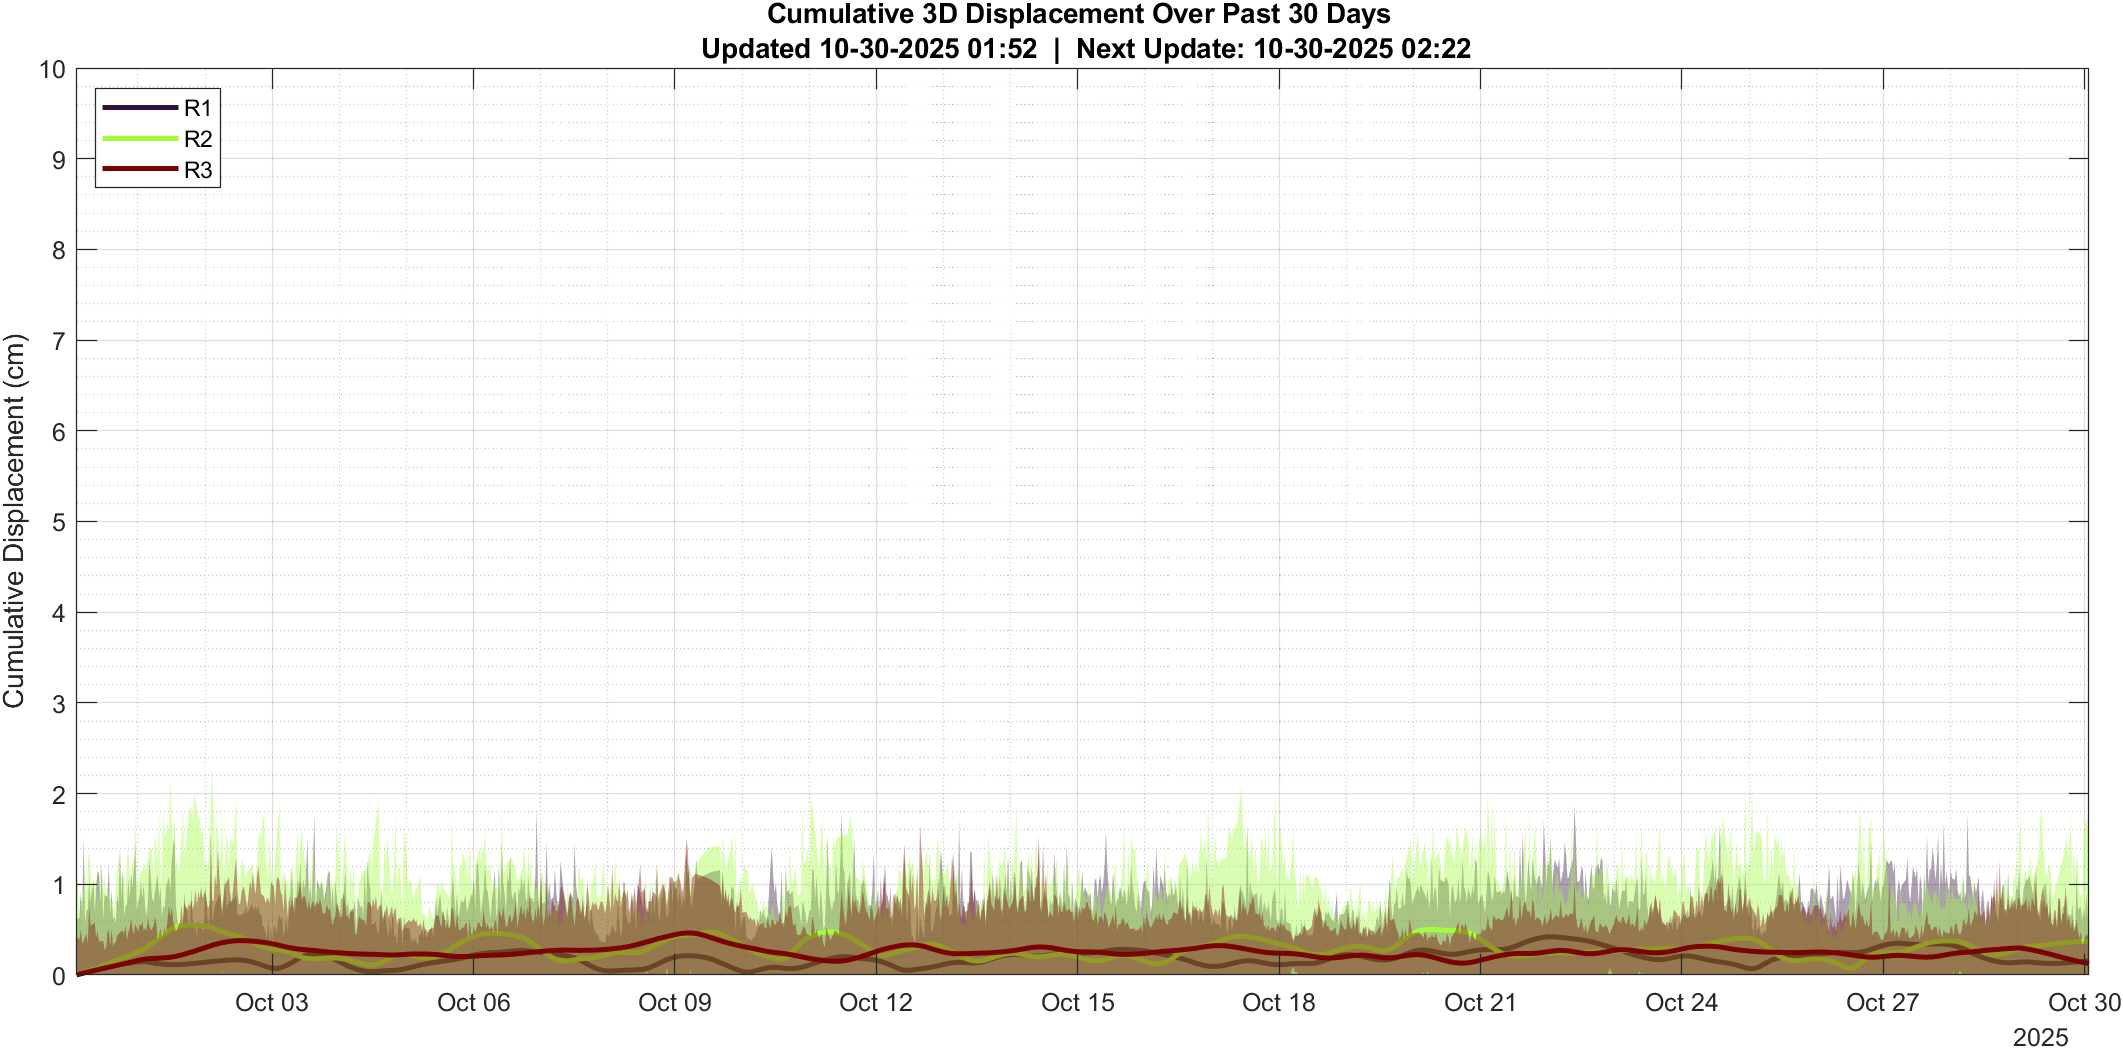 Cumulative 3D Displacement Over Past 30 Days
Updated 10-30-2025 01:52 | Next Update: 10-30-2025 02:22
R1
R2
R3
Cumulative Displacement (cm)
10
9
8
7
6
5
4
3
2
1
0
Oct 03 Oct 06 Oct 09 Oct 12 Oct 15 Oct 18 Oct 21 Oct 24 Oct 27 Oct 30
2025